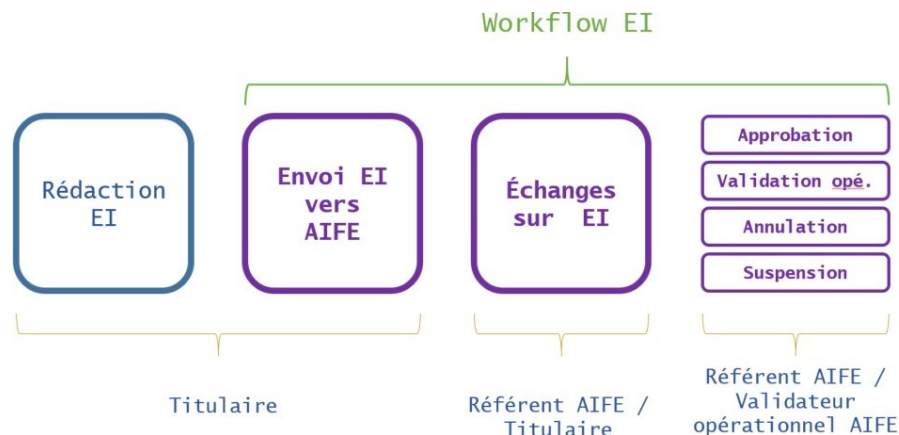 Workflow EI
Rédaction
EI
Envoi EI
vers
AIFE
Échanges
sur EI
Approbation
Validation opé.
Annulation
Suspension
Titulaire
Référent AIFE /
Titulaire
Référent AIFE /
Validateur
opérationnel AIFE